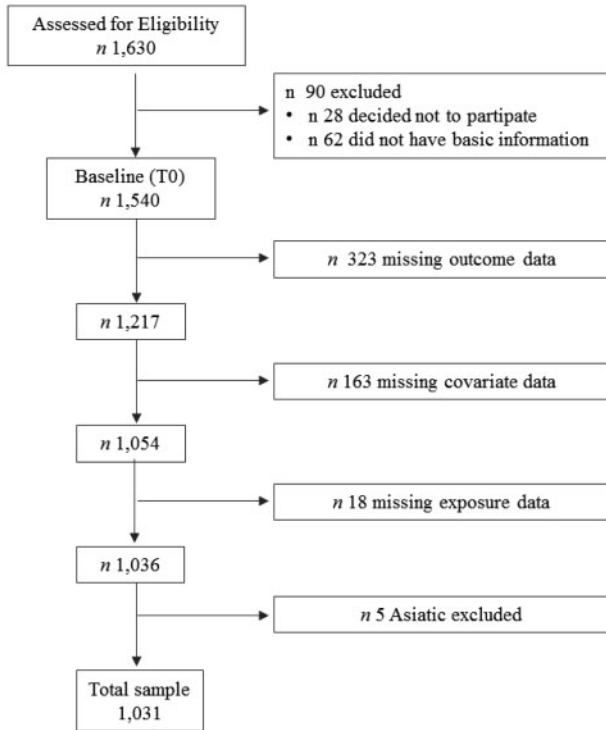 Assessed for Eligibility
n 1,630
n 90 excluded
• n 28 decided not to partipate
• n 62 did not have basic information
Baseline (T0)
n 1,540
n 323 missing outcome data
n 1,217
n 163 missing covariate data
n 1,054
n 18 missing exposure data
n 1,036
n 5 Asiatic excluded
Total sample
1,031